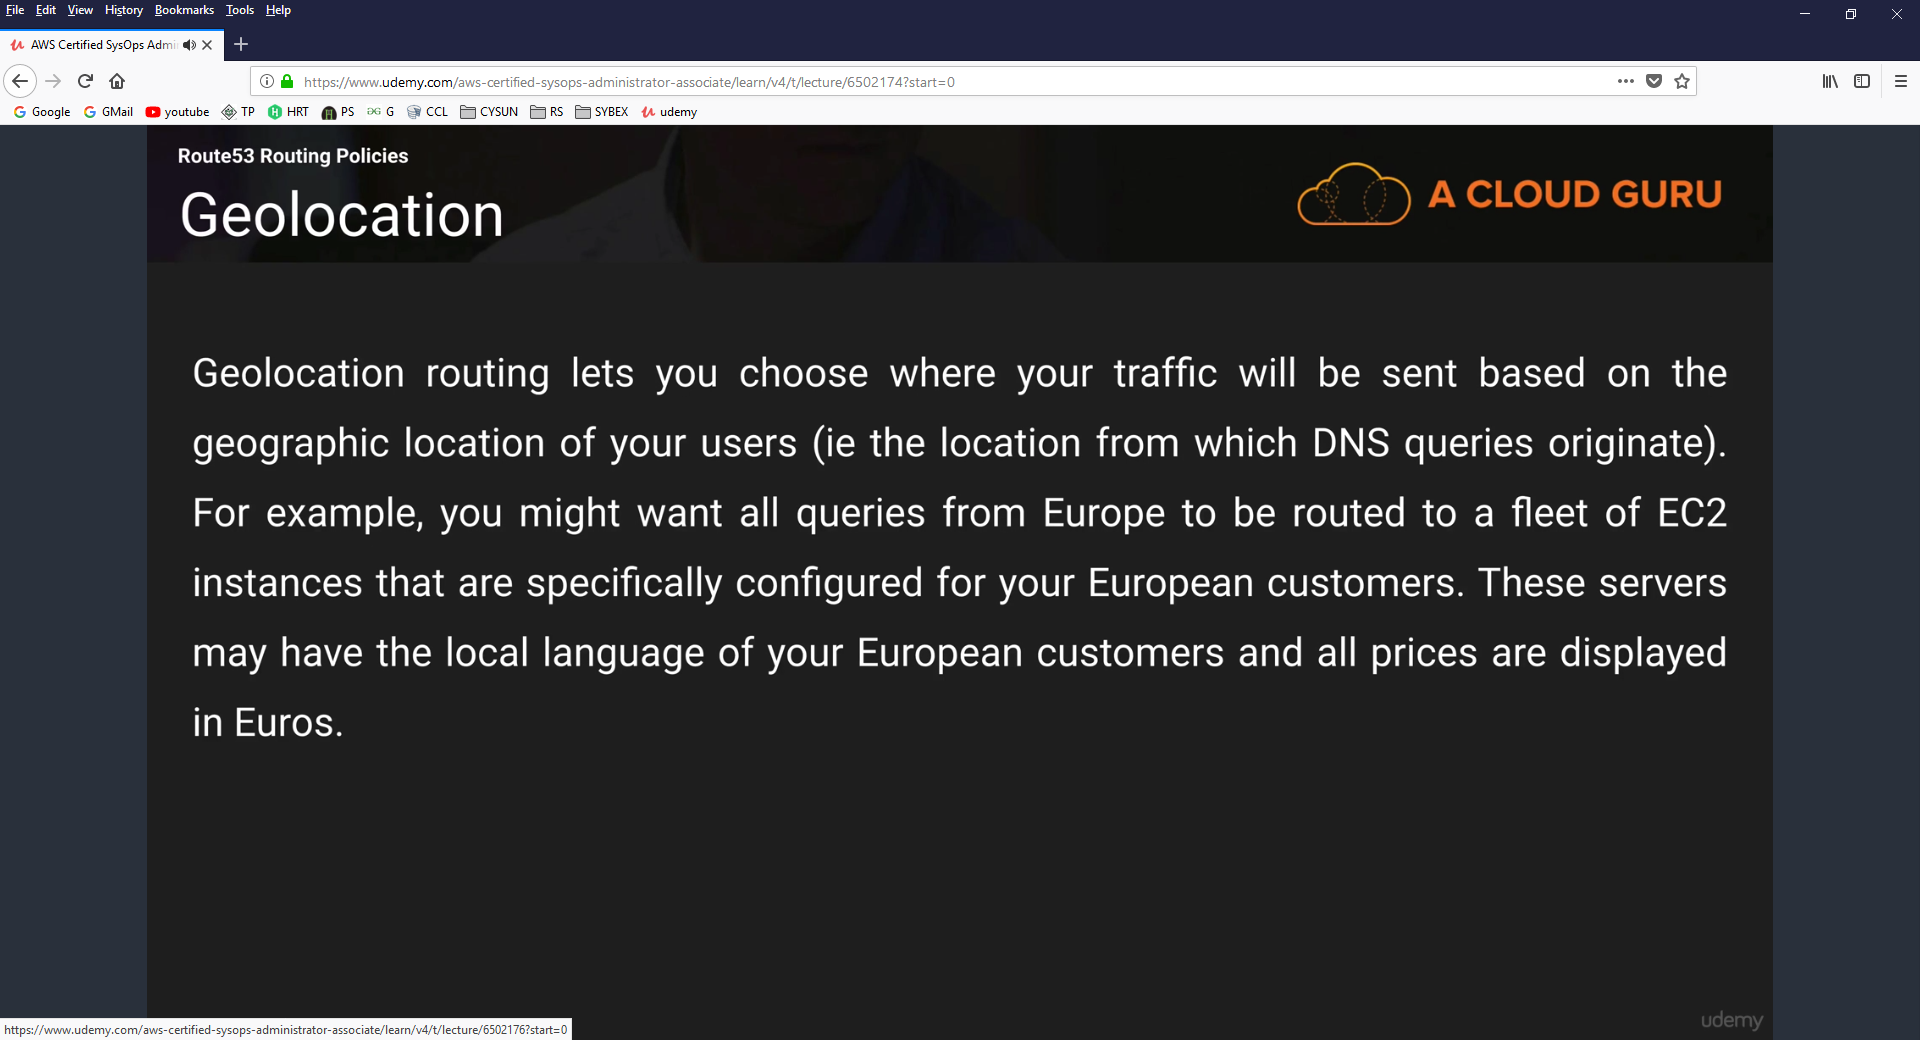 File Edit View History Bookmarks Tools Help
AWS Certified SysOps Admi
https://www.udemy.com/aws-certified-sysops-administrator-associate/learn/v4/t/lecture/6502174?start=0
Google GMail youtube TP HRT PS G CCL CYSUN RS SYBEX udemy
Route53 Routing Policies
Geolocation
A CLOUD GURU
Geolocation routing lets you choose where your traffic will be sent based on the
geographic location of your users (ie the location from which DNS queries originate).
For example, you might want all queries from Europe to be routed to a fleet of EC2
instances that are specifically configured for your European customers. These servers
may have the local language of your European customers and all prices are displayed
in Euros.
udemy
https://www.udemy.com/aws-certified-sysops-administrator-associate/learn/v4/t/lecture/6502176?start=0